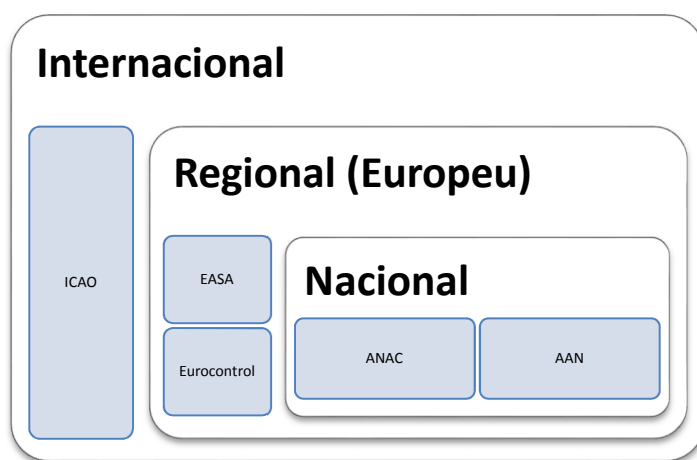 Internacional
Regional (Europeu)
ICAO
EASA
Nacional
Eurocontrol
ANAC
AAN